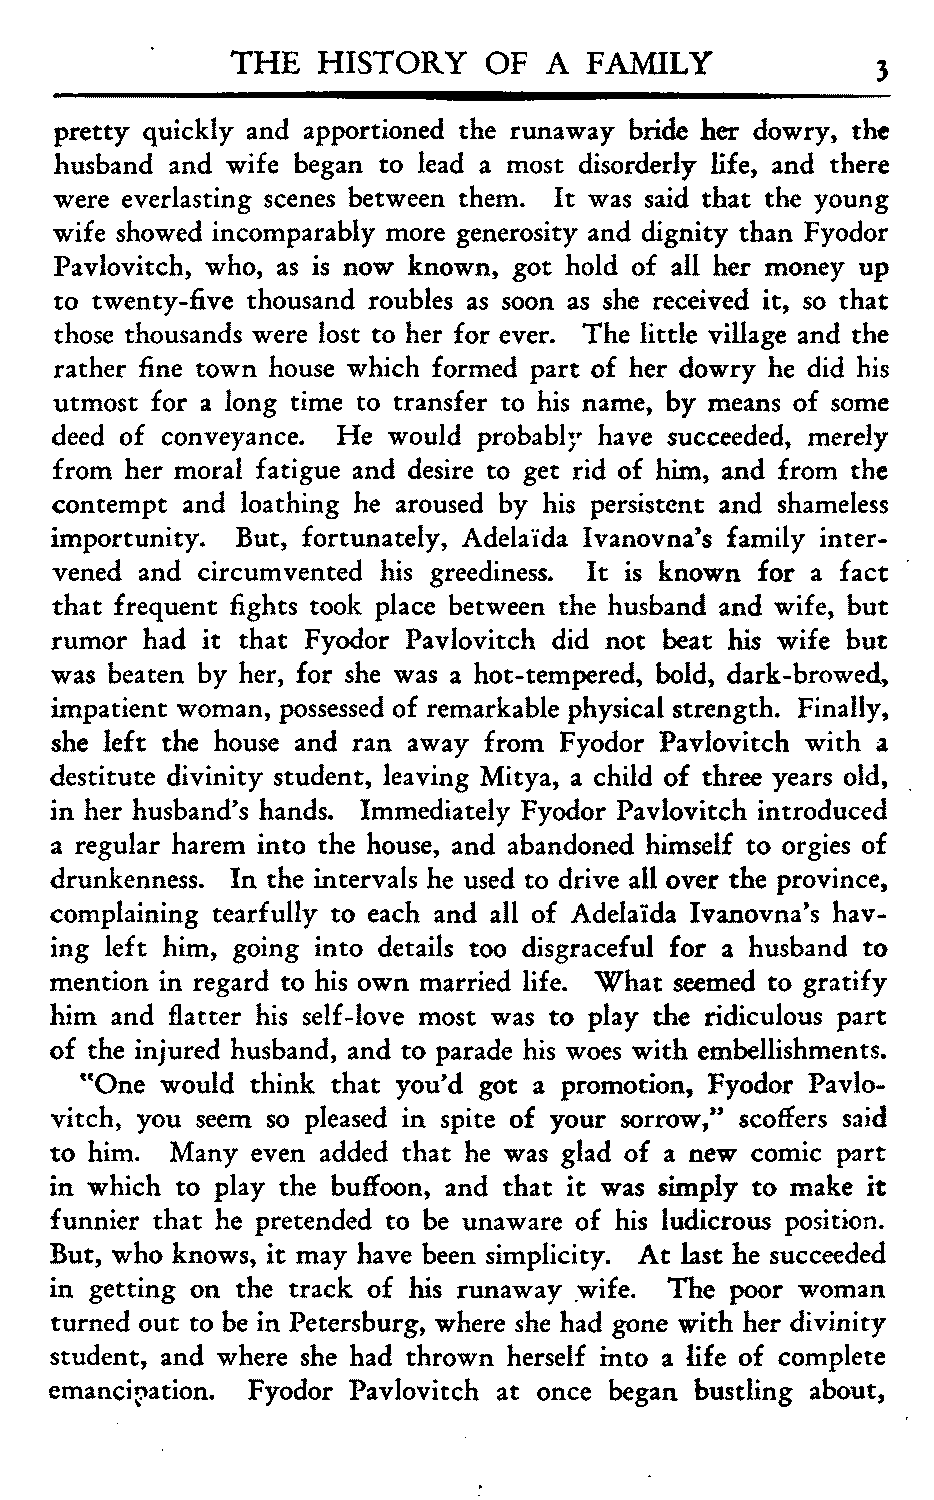 THE HISTORY OF A FAMILY 3
pretty quickly and apportioned the runaway bride her dowry, the
husband and wife began to lead a most disorderly life, and there
were everlasting scenes between them. It was said that the young
wife showed incomparably more generosity and dignity than Fyodor
Pavlovitch, who, as is now known, got hold of all her money up
to twenty-five thousand roubles as soon as she received it, so that
those thousands were lost to her for ever. The little village and the
rather fine town house which formed part of her dowry he did his
utmost for a long time to transfer to his name, by means of some
deed of conveyance. He would probably have succeeded, merely
from her moral fatigue and desire to get rid of him, and from the
contempt and loathing he aroused by his persistent and shameless
importunity. But, fortunately, Adelaïda Ivanovna's family inter-
vened and circumvented his greediness. It is known for a fact
that frequent fights took place between the husband and wife, but
rumor had it that Fyodor Pavlovitch did not beat his wife but
was beaten by her, for she was a hot-tempered, bold, dark-browed,
impatient woman, possessed of remarkable physical strength. Finally,
she left the house and ran away from Fyodor Pavlovitch with a
destitute divinity student, leaving Mitya, a child of three years old,
in her husband's hands. Immediately Fyodor Pavlovitch introduced
a regular harem into the house, and abandoned himself to orgies of
drunkenness. In the intervals he used to drive all over the province,
complaining tearfully to each and all of Adelaïda Ivanovna's hav-
ing left him, going into details too disgraceful for a husband to
mention in regard to his own married life. What seemed to gratify
him and flatter his self-love most was to play the ridiculous part
of the injured husband, and to parade his woes with embellishments.
"One would think that you'd got a promotion, Fyodor Pavlo-
vitch, you seem so pleased in spite of your sorrow," scoffers said
to him. Many even added that he was glad of a new comic part
in which to play the buffoon, and that it was simply to make it
funnier that he pretended to be unaware of his ludicrous position.
But, who knows, it may have been simplicity. At last he succeeded
in getting on the track of his runaway wife. The poor woman
turned out to be in Petersburg, where she had gone with her divinity
student, and where she had thrown herself into a life of complete
emancipation. Fyodor Pavlovitch at once began bustling about,